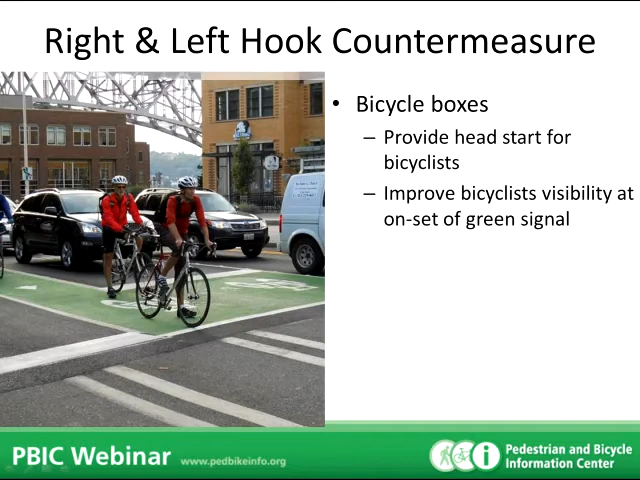 Right & Left Hook Countermeasure
• Bicycle boxes
– Provide head start for
bicyclists
– Improve bicyclists visibility at
on-set of green signal
PBIC Webinar www.pedbikeinfo.org
Pedestrian and Bicycle
Information Center